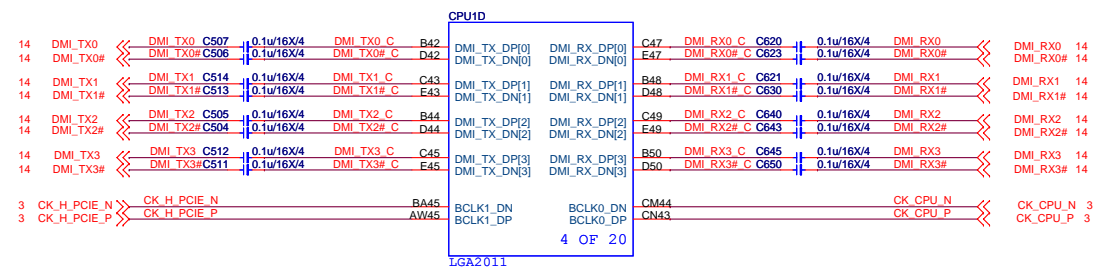 CPU1D
14 DMI_TX0 DMI_TX0 C507 0.1u/16X/4 DMI_TX0_C B42 DMI_TX_DP[0] DMI_RX_DP[0] C47 DMI_RX0_C C620 0.1u/16X/4 DMI_RX0 DMI_RX0 14
14 DMI_TX0# DMI_TX0# C506 0.1u/16X/4 DMI_TX0#_C D42 DMI_TX_DN[0] DMI_RX_DN[0] E47 DMI_RX0#_C C623 0.1u/16X/4 DMI_RX0# DMI_RX0# 14
14 DMI_TX1 DMI_TX1 C514 0.1u/16X/4 DMI_TX1_C C43 DMI_TX_DP[1] DMI_RX_DP[1] B48 DMI_RX1_C C621 0.1u/16X/4 DMI_RX1 DMI_RX1 14
14 DMI_TX1# DMI_TX1# C513 0.1u/16X/4 DMI_TX1#_C E43 DMI_TX_DN[1] DMI_RX_DN[1] D48 DMI_RX1#_C C630 0.1u/16X/4 DMI_RX1# DMI_RX1# 14
14 DMI_TX2 DMI_TX2 C505 0.1u/16X/4 DMI_TX2_C B44 DMI_TX_DP[2] DMI_RX_DP[2] C49 DMI_RX2_C C640 0.1u/16X/4 DMI_RX2 DMI_RX2 14
14 DMI_TX2# DMI_TX2# C504 0.1u/16X/4 DMI_TX2#_C D44 DMI_TX_DN[2] DMI_RX_DN[2] E49 DMI_RX2#_C C643 0.1u/16X/4 DMI_RX2# DMI_RX2# 14
14 DMI_TX3 DMI_TX3 C512 0.1u/16X/4 DMI_TX3_C C45 DMI_TX_DP[3] DMI_RX_DP[3] B50 DMI_RX3_C C645 0.1u/16X/4 DMI_RX3 DMI_RX3 14
14 DMI_TX3# DMI_TX3# C511 0.1u/16X/4 DMI_TX3#_C E45 DMI_TX_DN[3] DMI_RX_DN[3] D50 DMI_RX3#_C C650 0.1u/16X/4 DMI_RX3# DMI_RX3# 14
3 CK_H_PCIE_N CK_H_PCIE_N BA45 BCLK1_DN BCLK0_DN CM44 CK_CPU_N CK_CPU_N 3
3 CK_H_PCIE_P CK_H_PCIE_P AW45 BCLK1_DP BCLK0_DP CN43 CK_CPU_P CK_CPU_P 3
4 OF 20
LGA2011